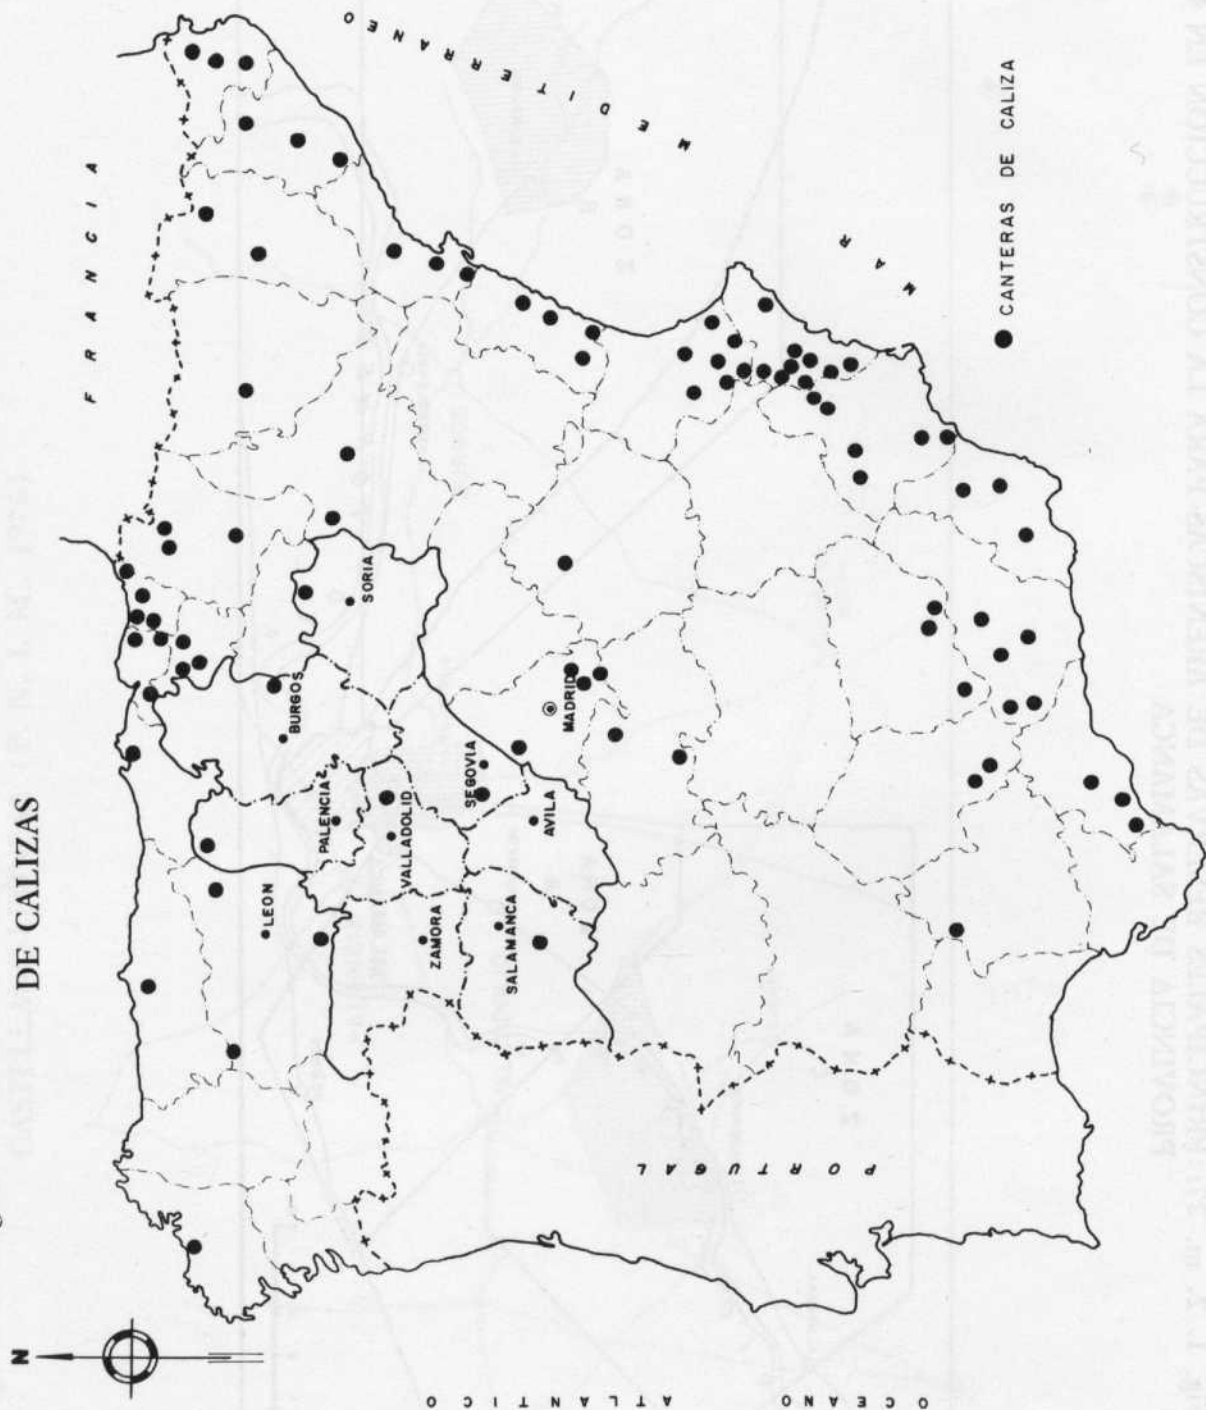 DE CALIZAS
N
FRANCIA
MEDITERRANEO
MAR
OCEANO ATLANTICO
PORTUGAL
LEON
PALENCIA
BURGOS
SORIA
VALLADOLID
ZAMORA
SEGOVIA
SALAMANCA
AVILA
MADRID
CANTERAS DE CALIZA